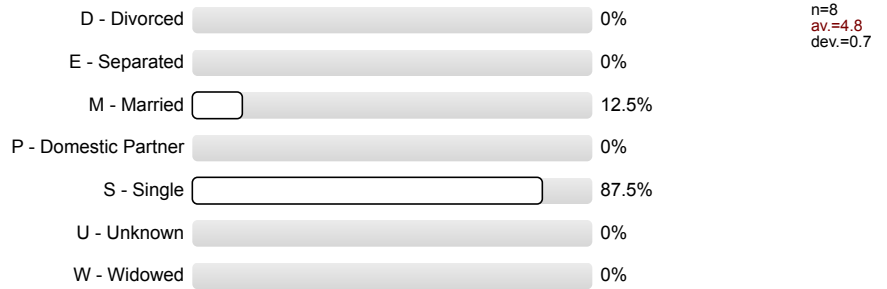 D - Divorced 0%
E - Separated 0%
M - Married 12.5%
P - Domestic Partner 0%
S - Single 87.5%
U - Unknown 0%
W - Widowed 0%
n=8
av.=4.8
dev.=0.7